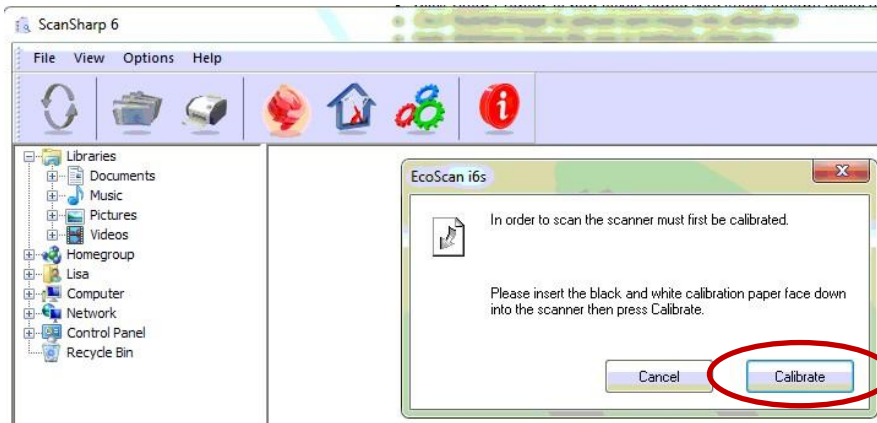 ScanSharp 6
File View Options Help
Libraries
Documents
Music
Pictures
Videos
Homegroup
Lisa
Computer
Network
Control Panel
Recycle Bin
EcoScan i6s
In order to scan the scanner must first be calibrated.
Please insert the black and white calibration paper face down
into the scanner then press Calibrate.
Cancel Calibrate